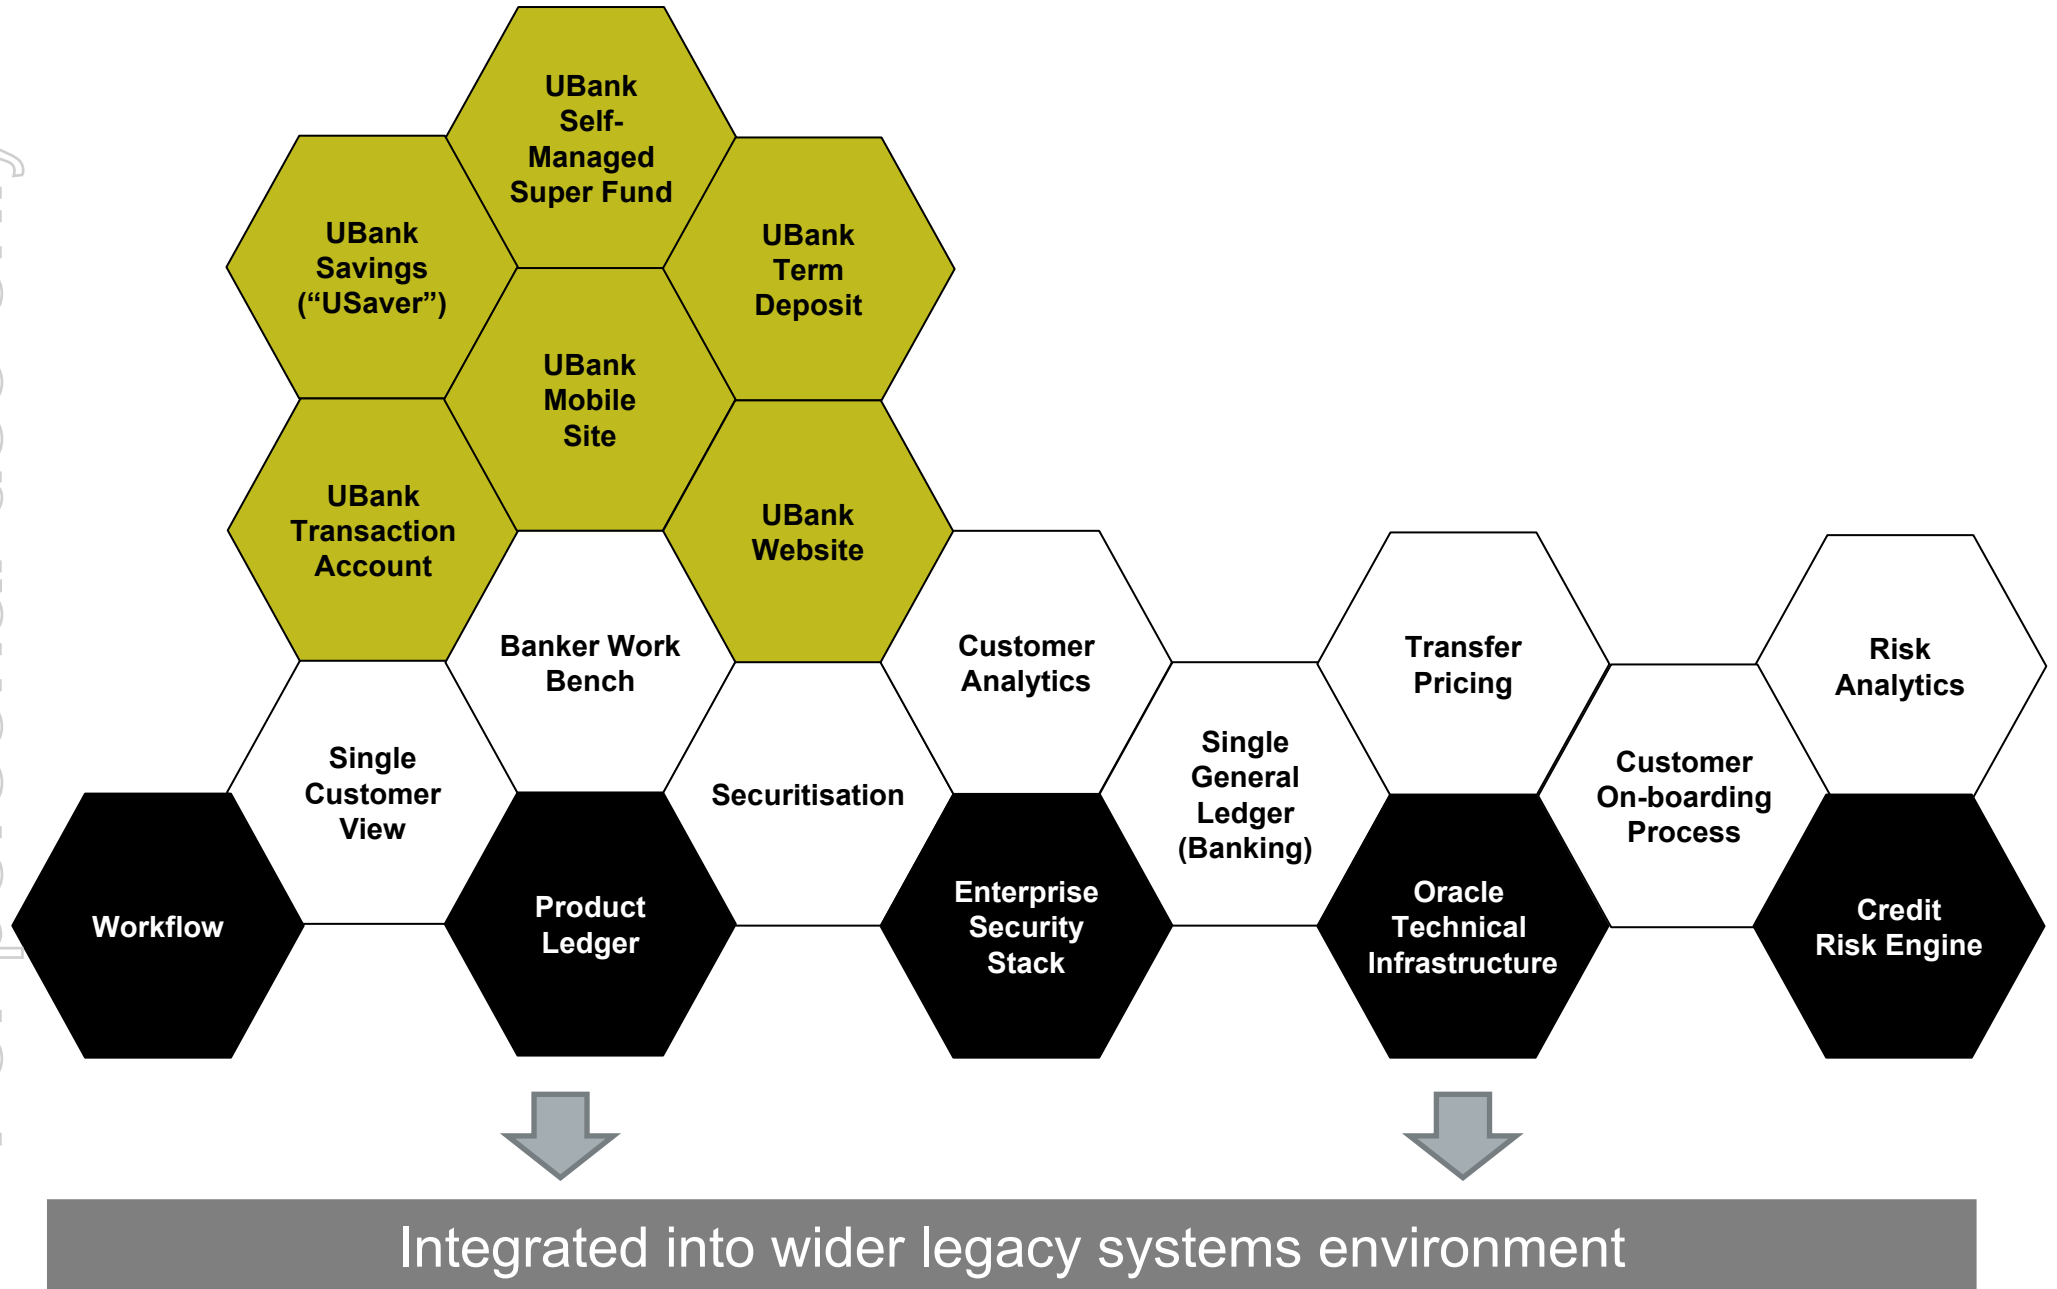 UBank
Self-
Managed
Super Fund
UBank
Savings
(“USaver”)
UBank
Term
Deposit
UBank
Mobile
Site
UBank
Transaction
Account
UBank
Website
Banker Work
Bench
Customer
Analytics
Transfer
Pricing
Risk
Analytics
Single
Customer
View
Securitisation
Single
General
Ledger
(Banking)
Customer
On-boarding
Process
Workflow
Product
Ledger
Enterprise
Security
Stack
Oracle
Technical
Infrastructure
Credit
Risk Engine
Integrated into wider legacy systems environment